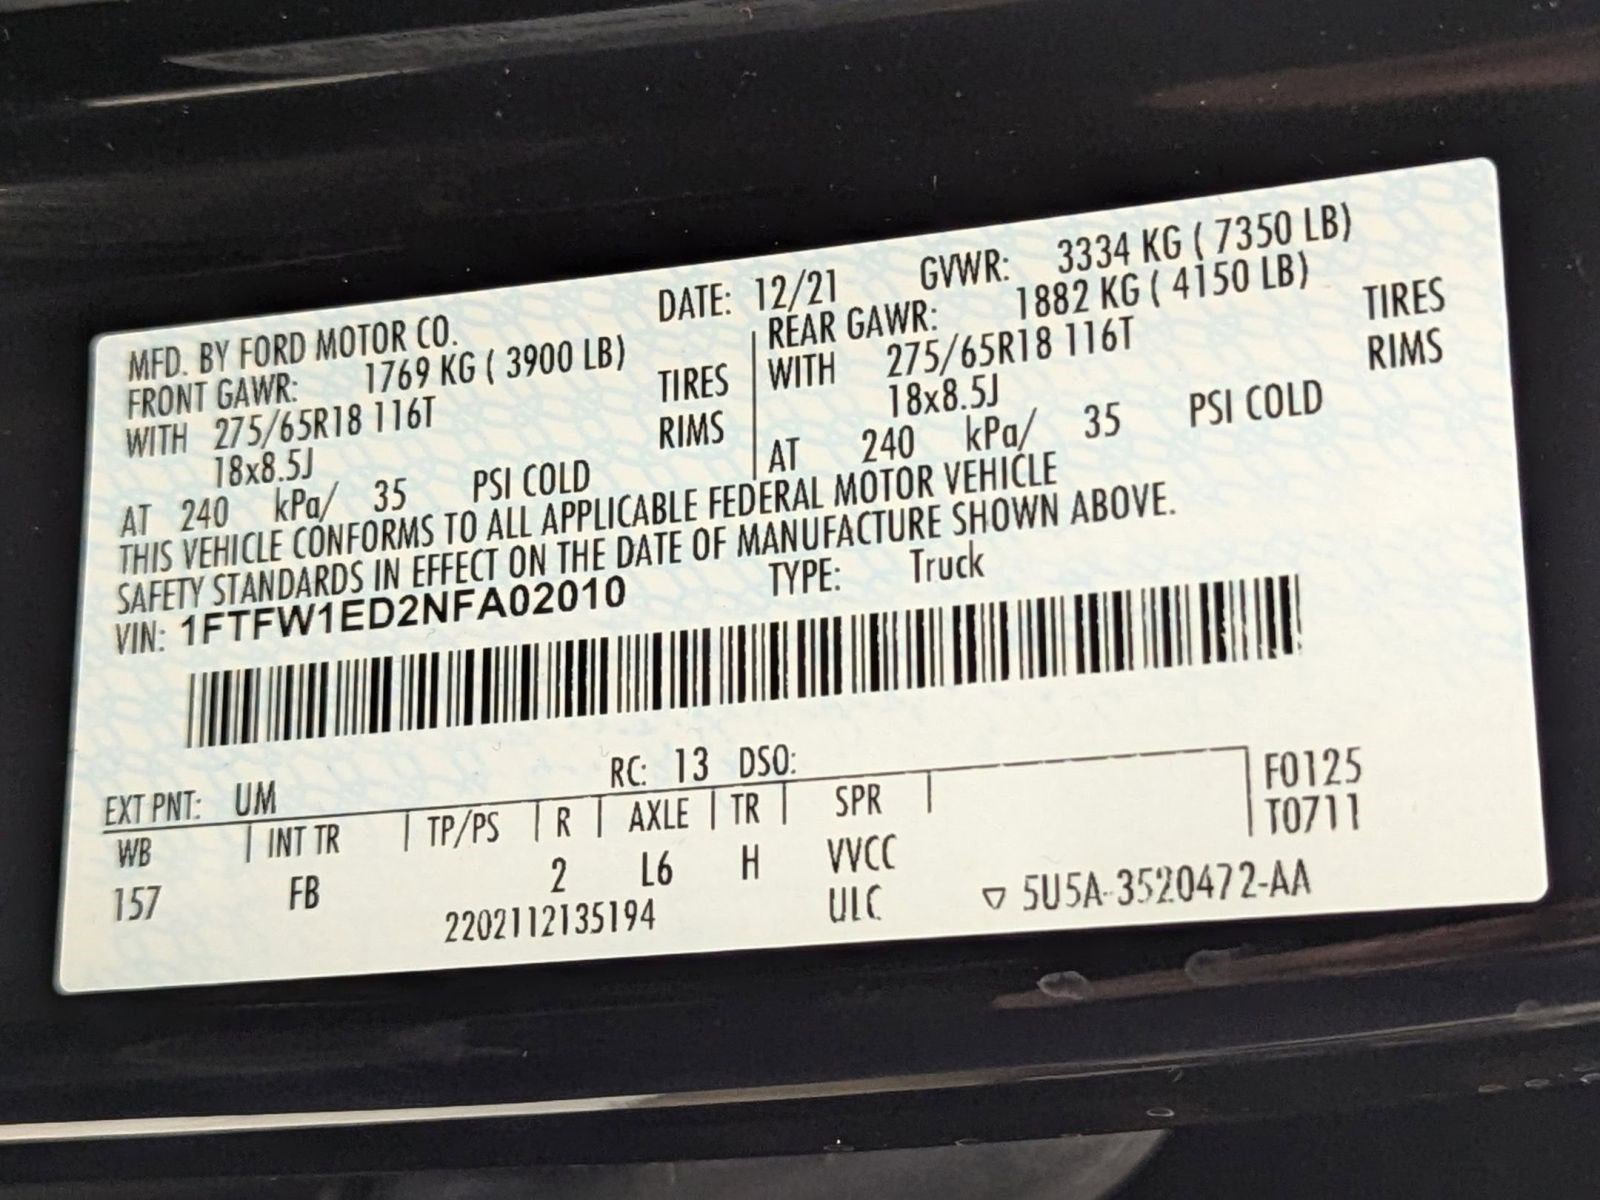 MFD. BY FORD MOTOR CO.
DATE: 12/21 GVWR: 3334 KG ( 7350 LB)
FRONT GAWR: 1769 KG ( 3900 LB)
WITH 275/65R18 116T TIRES
18x8.5J RIMS
AT 240 kPa/ 35 PSI COLD
REAR GAWR: 1882 KG ( 4150 LB)
WITH 275/65R18 116T TIRES
18x8.5J RIMS
AT 240 kPa/ 35 PSI COLD
THIS VEHICLE CONFORMS TO ALL APPLICABLE FEDERAL MOTOR VEHICLE
SAFETY STANDARDS IN EFFECT ON THE DATE OF MANUFACTURE SHOWN ABOVE.
VIN: 1FTFW1ED2NFA02010 TYPE: Truck
EXT PNT: UM RC: 13 DSO:
WB INT TR TP/PS R AXLE TR SPR F0125
T0711
157 FB 2 L6 H VVCC
2202112135194 ULC ▽ 5U5A-3520472-AA